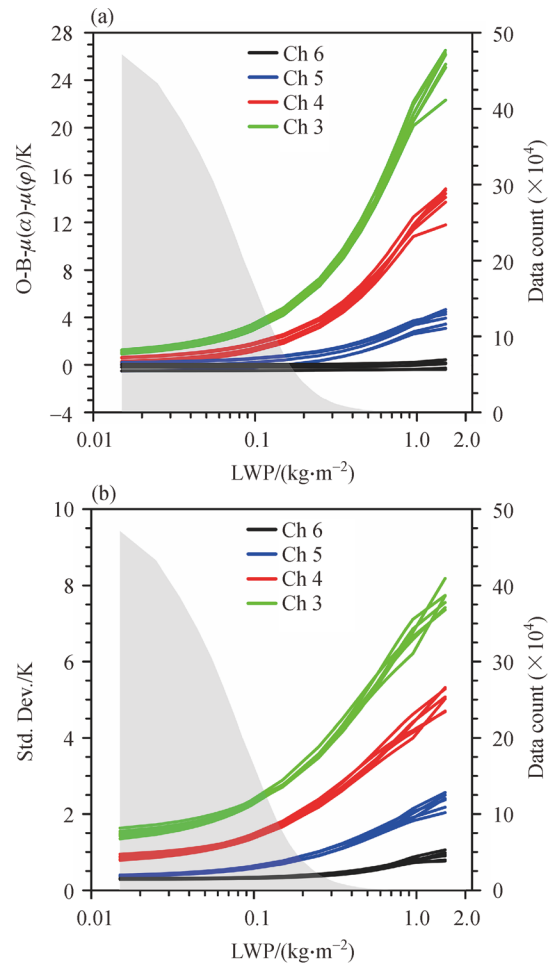 (a)
28
24
20
16
12
8
4
0
−4
O-B-μ(α)-μ(φ)/K
Ch 6
Ch 5
Ch 4
Ch 3
50
40
30
20
10
0
Data count (×10⁴)
0.01
0.1
1.0
2.0
LWP/(kg·m⁻²)
(b)
10
8
6
4
2
0
Std. Dev./K
Ch 6
Ch 5
Ch 4
Ch 3
50
40
30
20
10
0
Data count (×10⁴)
0.01
0.1
1.0
2.0
LWP/(kg·m⁻²)